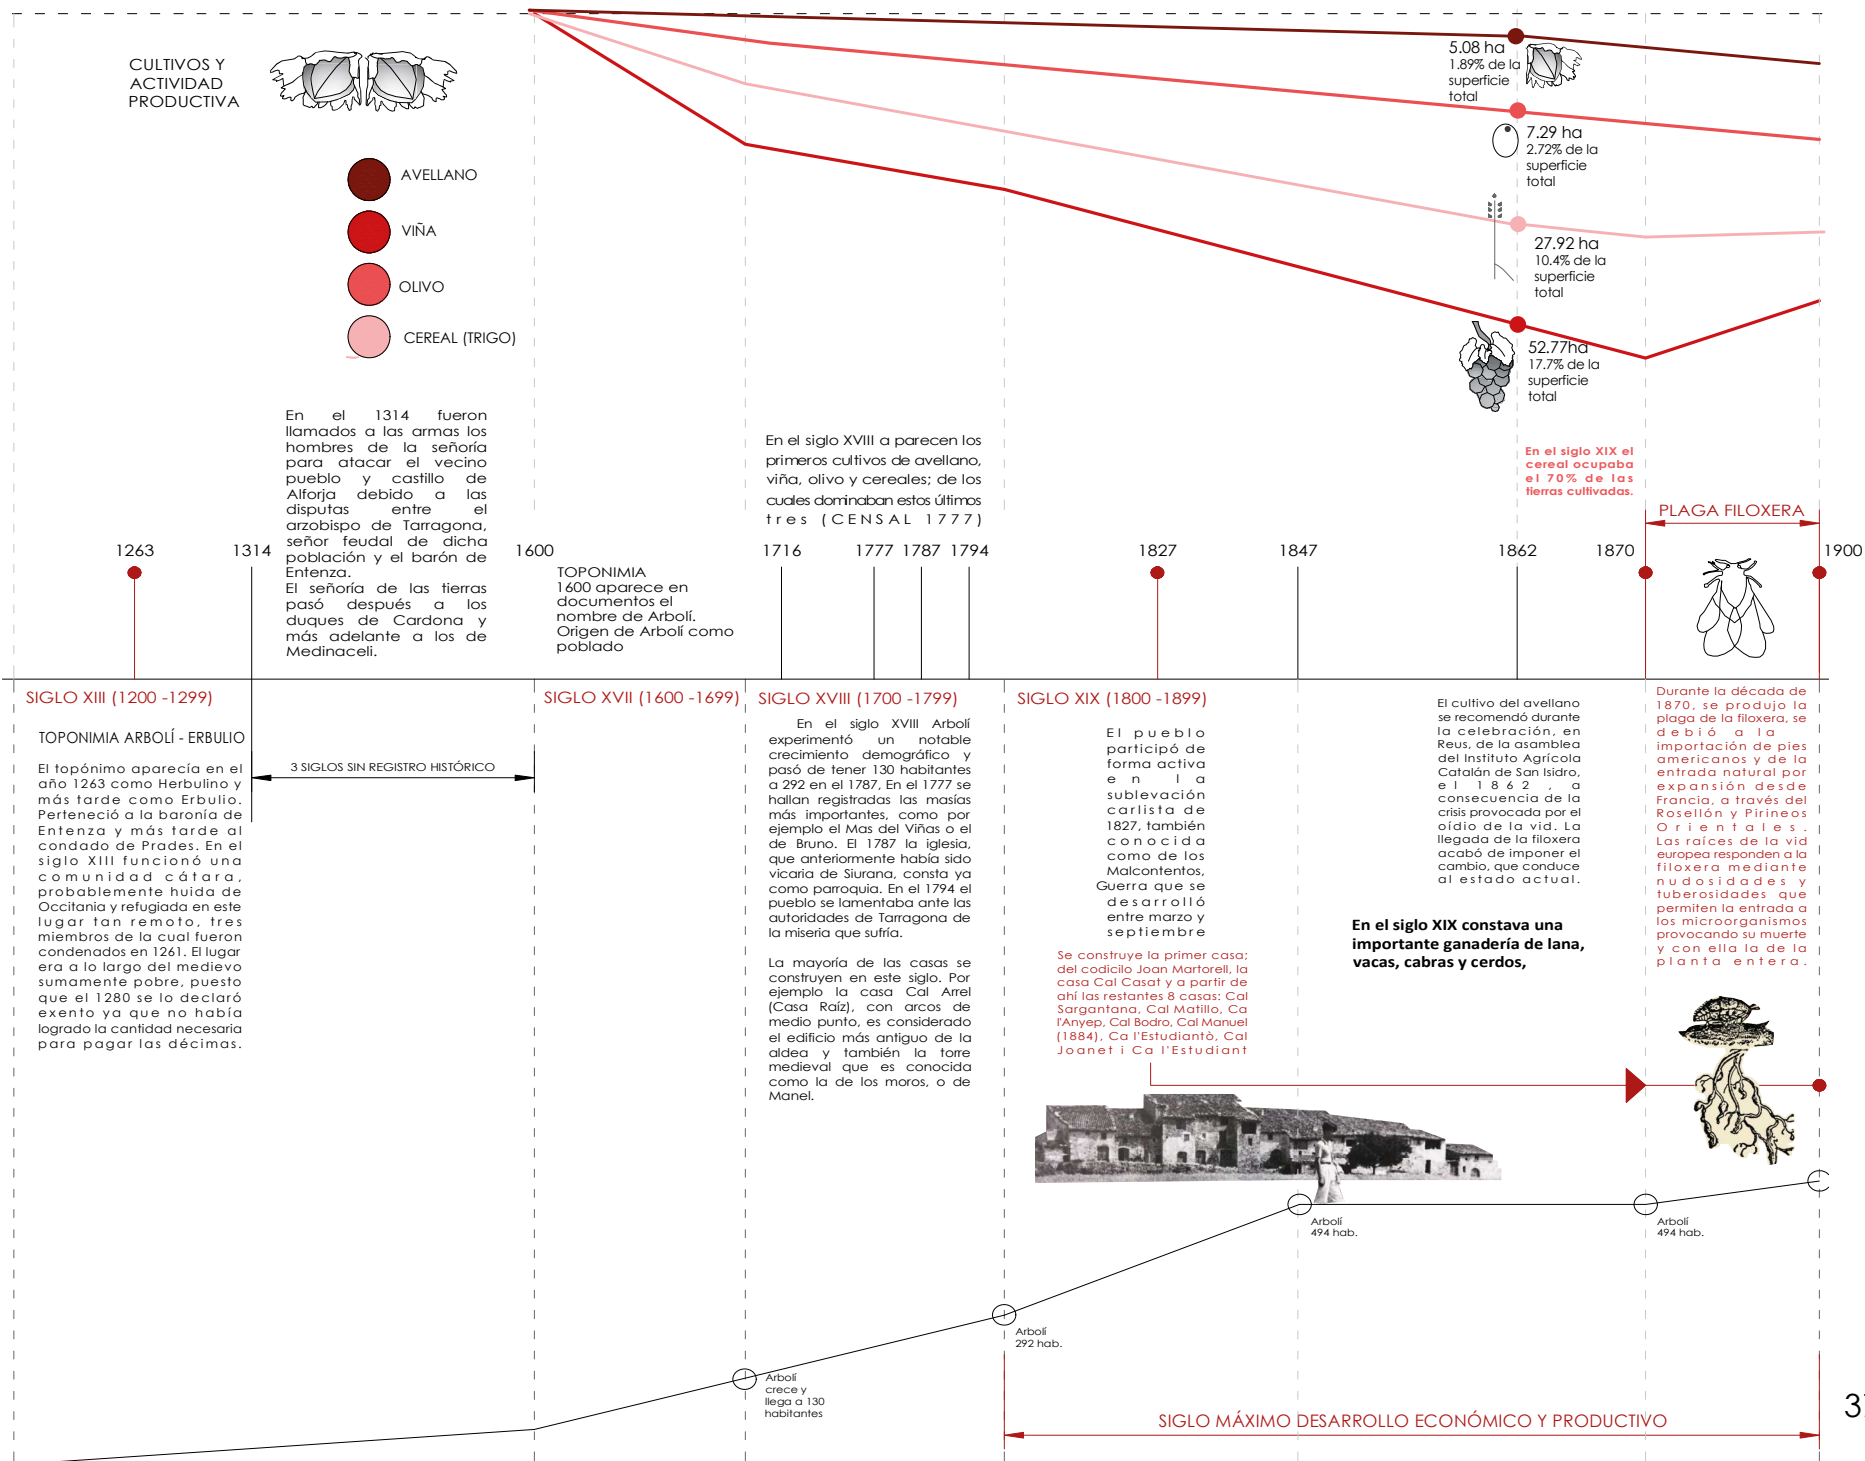 CULTIVOS Y
ACTIVIDAD
PRODUCTIVA
AVELLANO
VIÑA
OLIVO
CEREAL (TRIGO)
5.08 ha
1.89% de la
superficie
total
7.29 ha
2.72% de la
superficie
total
27.92 ha
10.4% de la
superficie
total
52.77ha
17.7% de la
superficie
total
En el 1314 fueron
llamados a las armas los
hombres de la señoría
para atacar el vecino
pueblo y castillo de
Alforja debido a las
disputas entre el
arzobispo de Tarragona,
señor feudal de dicha
población y el barón de
Entenza.
El señoría de las tierras
pasó después a los
duques de Cardona y
más adelante a los de
Medinaceli.
En el siglo XVIII a parecen los
primeros cultivos de avellano,
viña, olivo y cereales; de los
cuales dominaban estos últimos
tres (CENSAL 1777)
En el siglo XIX el
cereal ocupaba
el 70% de las
tierras cultivadas.
PLAGA FILOXERA
1263
1314
1600
1716
1777
1787
1794
1827
1847
1862
1870
1900
TOPONIMIA
1600 aparece en
documentos el
nombre de Arbolí.
Origen de Arbolí como
poblado
SIGLO XIII (1200 -1299)
SIGLO XVII (1600 -1699)
SIGLO XVIII (1700 -1799)
SIGLO XIX (1800 -1899)
TOPONIMIA ARBOLÍ - ERBULIO
El topónimo aparecía en el
año 1263 como Herbulino y
más tarde como Erbulio.
Perteneció a la baronía de
Entenza y más tarde al
condado de Prades. En el
siglo XIII funcionó una
comunidad cátara,
probablemente huida de
Occitania y refugiada en este
lugar tan remoto, tres
miembros de la cual fueron
condenados en 1261. El lugar
era a lo largo del medievo
sumamente pobre, puesto
que el 1280 se lo declaró
exento ya que no había
logrado la cantidad necesaria
para pagar las décimas.
3 SIGLOS SIN REGISTRO HISTÓRICO
En el siglo XVIII Arbolí
experimentó un notable
crecimiento demográfico y
pasó de tener 130 habitantes
a 292 en el 1787, En el 1777 se
hallan registradas las masías
más importantes, como por
ejemplo el Mas del Viñas o el
de Bruno. El 1787 la iglesia,
que anteriormente había sido
vicaria de Siurana, consta ya
como parroquia. En el 1794 el
pueblo se lamentaba ante las
autoridades de Tarragona de
la miseria que sufría.
La mayoría de las casas se
construyen en este siglo. Por
ejemplo la casa Cal Arrel
(Casa Raíz), con arcos de
medio punto, es considerado
el edificio más antiguo de la
aldea y también la torre
medieval que es conocida
como la de los moros, o de
Manel.
El pueblo
participó de
forma activa
en la
sublevación
carlista de
1827, también
conocida
como de los
Malcontentos,
Guerra que se
desarrolló
entre marzo y
septiembre
Se construye la primer casa;
del codicilo Joan Martorell, la
casa Cal Casat y a partir de
ahí las restantes 8 casas: Cal
Sargantana, Cal Matillo, Ca
l'Anyep, Cal Bodro, Cal Manuel
(1884), Ca l'Estudiantò, Cal
Joanet i Ca l'Estudiant
El cultivo del avellano
se recomendó durante
la celebración, en
Reus, de la asamblea
del Instituto Agrícola
Catalán de San Isidro,
el 1862, a
consecuencia de la
crisis provocada por el
oídio de la vid. La
llegada de la filoxera
acabó de imponer el
cambio, que conduce
al estado actual.
En el siglo XIX constava una
importante ganadería de lana,
vacas, cabras y cerdos,
Durante la década de
1870, se produjo la
plaga de la filoxera, se
debió a la
importación de pies
americanos y de la
entrada natural por
expansión desde
Francia, a través del
Rosellón y Pirineos
Orientales.
Las raíces de la vid
europea responden a la
filoxera mediante
nudosidades y
tuberosidades que
permiten la entrada a
los microorganismos
provocando su muerte
y con ella la de la
planta entera.
Arbolí
crece y
llega a 130
habitantes
Arbolí
292 hab.
Arbolí
494 hab.
Arbolí
494 hab.
SIGLO MÁXIMO DESARROLLO ECONÓMICO Y PRODUCTIVO